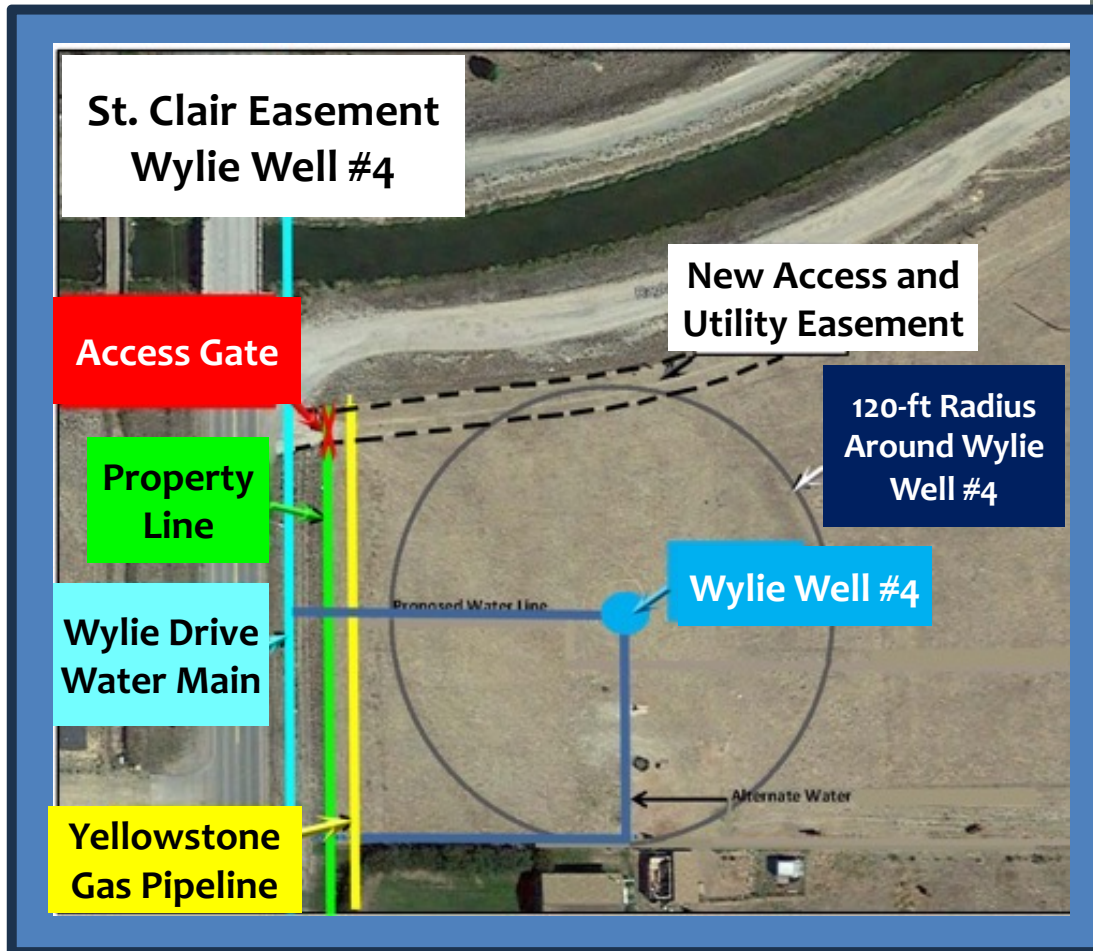 St. Clair Easement
Wylie Well #4
New Access and
Utility Easement
Access Gate
120-ft Radius
Around Wylie
Well #4
Property
Line
Wylie Well #4
Proposed Water Line
Wylie Drive
Water Main
Alternate Water
Yellowstone
Gas Pipeline